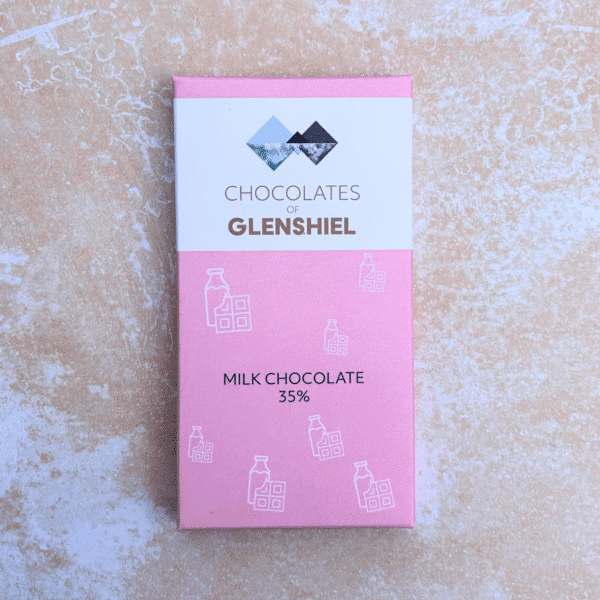 CHOCOLATES
OF
GLENSHIEL
MILK CHOCOLATE
35%